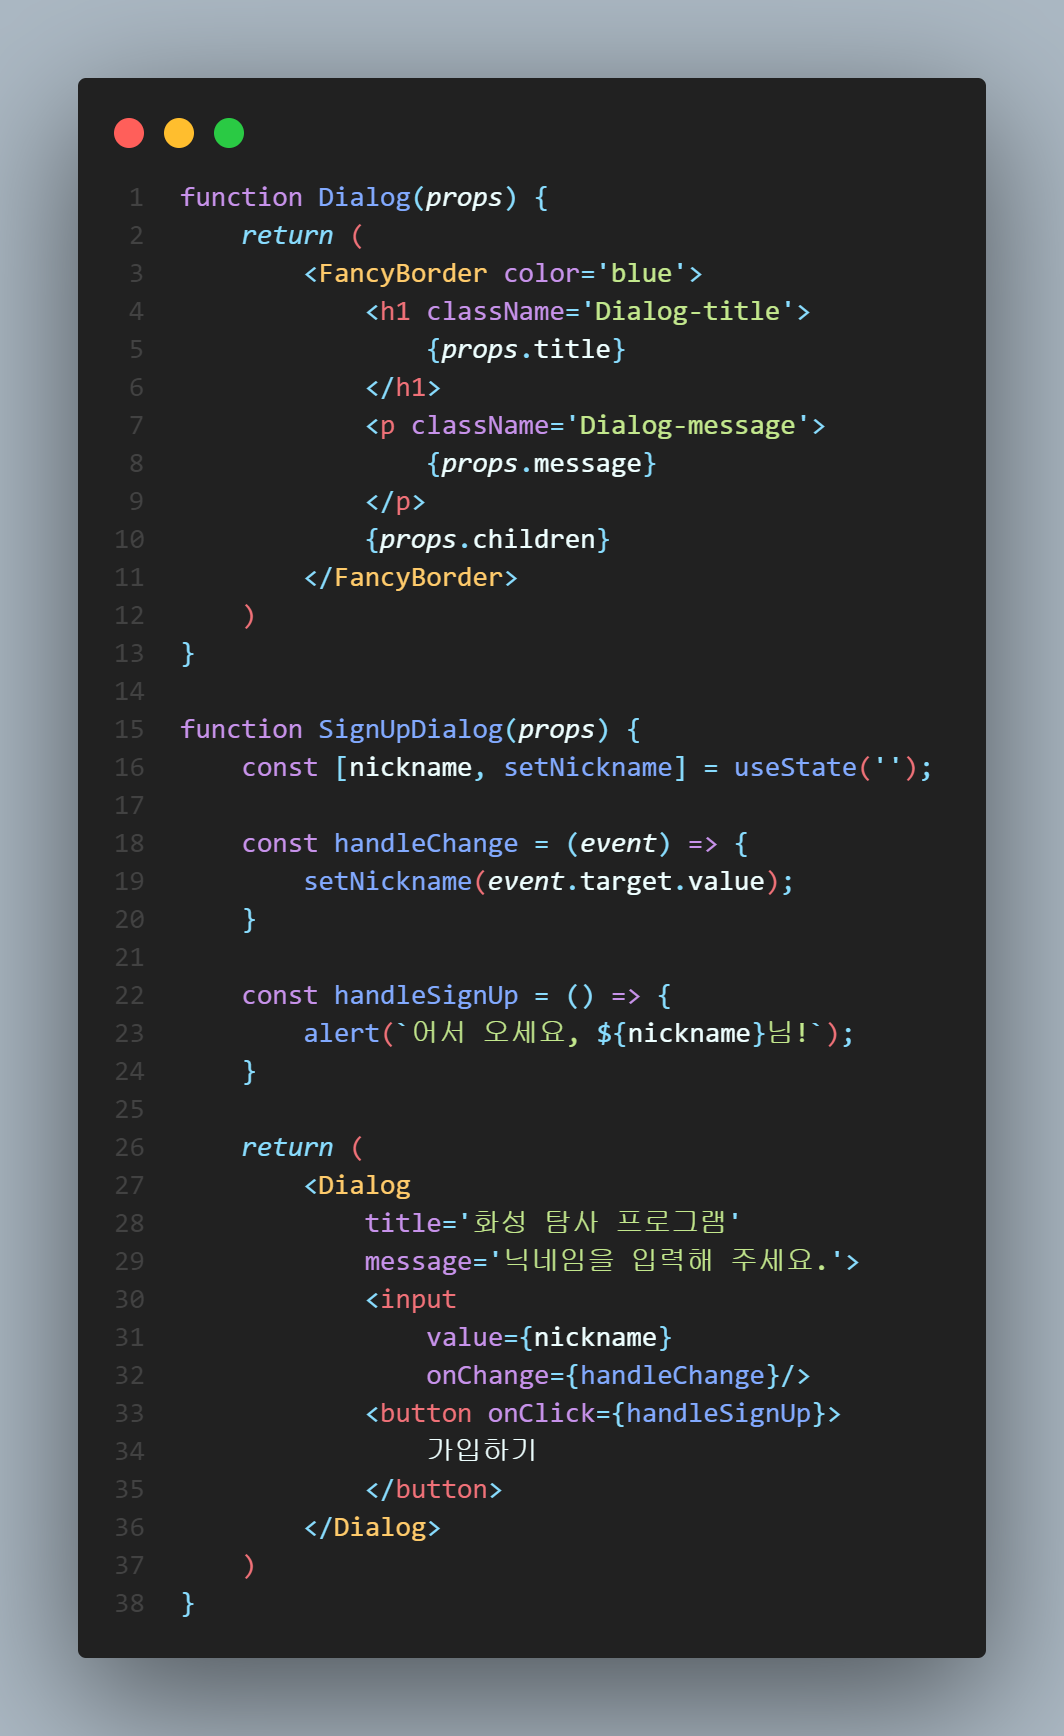 1 function Dialog(props) {
2     return (
3         <FancyBorder color='blue'>
4             <h1 className='Dialog-title'>
5                 {props.title}
6             </h1>
7             <p className='Dialog-message'>
8                 {props.message}
9             </p>
10             {props.children}
11         </FancyBorder>
12     )
13 }
14
15 function SignUpDialog(props) {
16     const [nickname, setNickname] = useState('');
17
18     const handleChange = (event) => {
19         setNickname(event.target.value);
20     }
21
22     const handleSignUp = () => {
23         alert(`어서 오세요, ${nickname}님!`);
24     }
25
26     return (
27         <Dialog
28             title='화성 탐사 프로그램'
29             message='닉네임을 입력해 주세요.'>
30             <input
31                 value={nickname}
32                 onChange={handleChange}/>
33             <button onClick={handleSignUp}>
34                 가입하기
35             </button>
36         </Dialog>
37     )
38 }